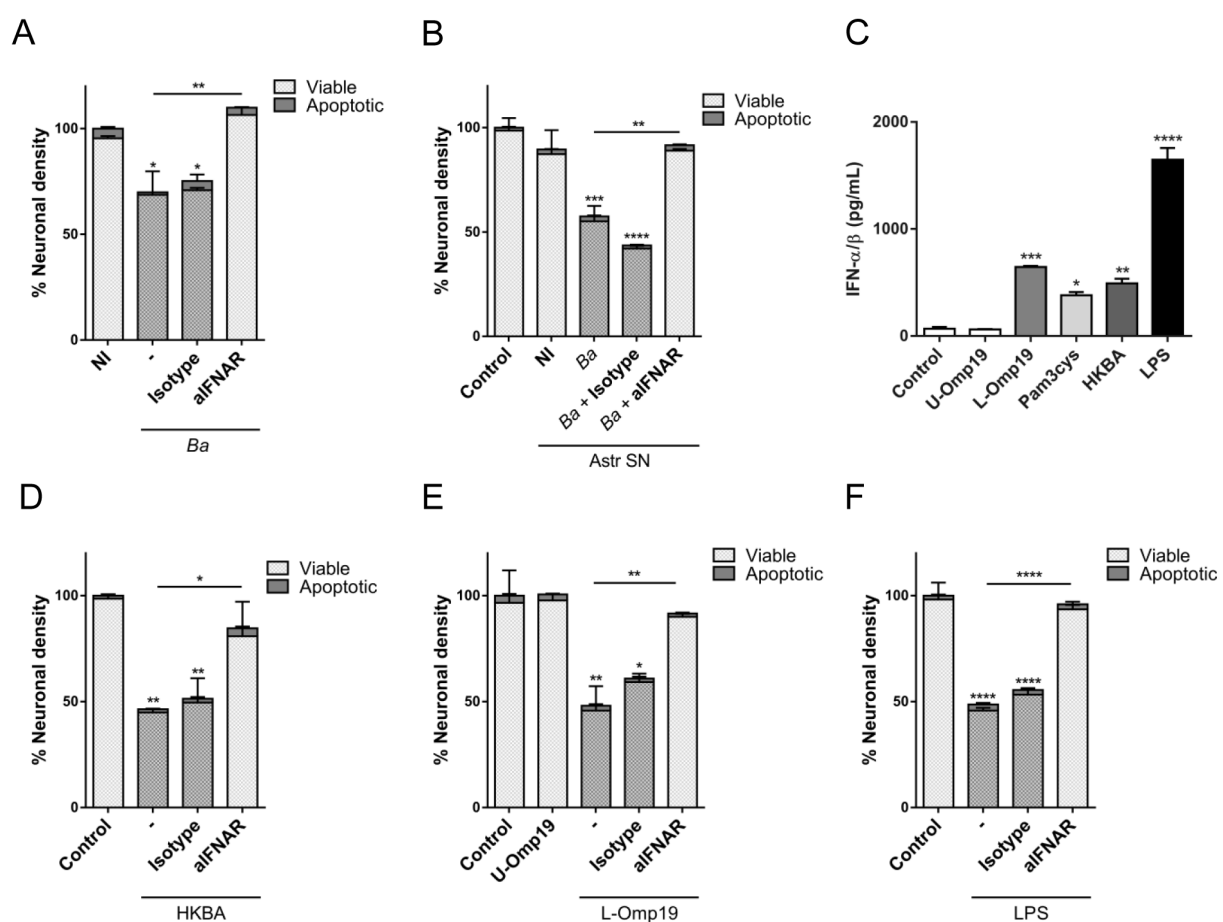 A
% Neuronal density
100
50
0
**
* *
Viable
Apoptotic
NI
-
Isotype
aIFNAR
Ba
B
% Neuronal density
100
50
0
**
***
****
Viable
Apoptotic
Control
NI
Ba
Ba + Isotype
Ba + aIFNAR
Astr SN
C
IFN-α/β (pg/mL)
2000
1000
0
***
*
**
****
Control
U-Omp19
L-Omp19
Pam3cys
HKBA
LPS
D
% Neuronal density
100
50
0
*
**
**
Viable
Apoptotic
Control
-
Isotype
aIFNAR
HKBA
E
% Neuronal density
100
50
0
**
**
*
Viable
Apoptotic
Control
U-Omp19
-
Isotype
aIFNAR
L-Omp19
F
% Neuronal density
100
50
0
****
****
****
Viable
Apoptotic
Control
-
Isotype
aIFNAR
LPS